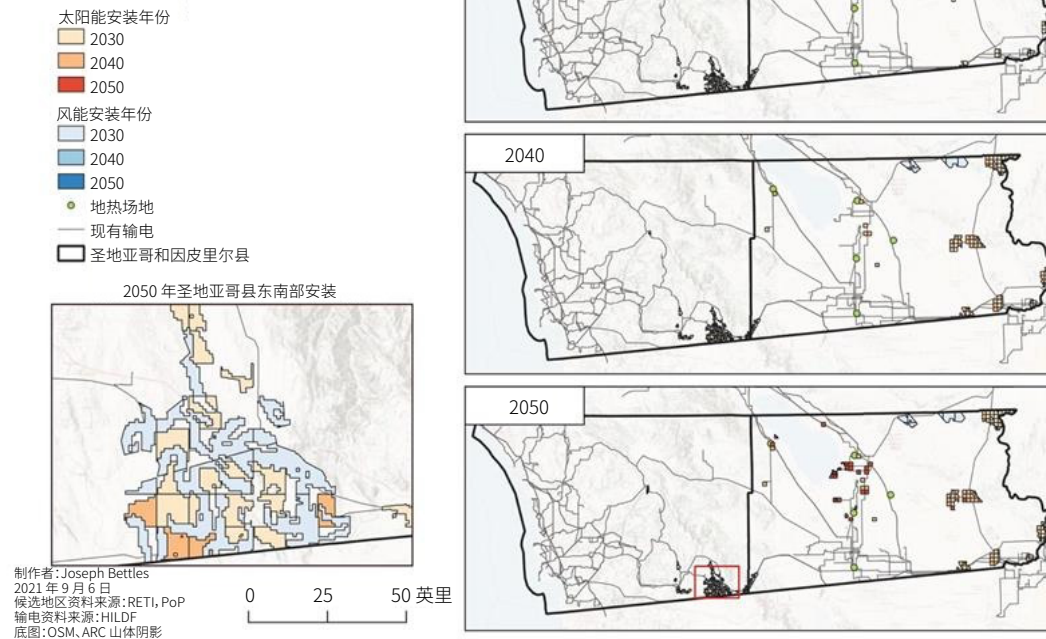 太阳能安装年份
2030
2040
2050
风能安装年份
2030
2040
2050
地热场地
现有输电
圣地亚哥和因皮里尔县
2050 年圣地亚哥县东南部安装
制作者：Joseph Bettles
2021 年 9 月 6 日
候选地区资料来源：RETI, PoP
输电资料来源：HILDF
底图：OSM、ARC 山体阴影
0 25 50 英里
2040
2050